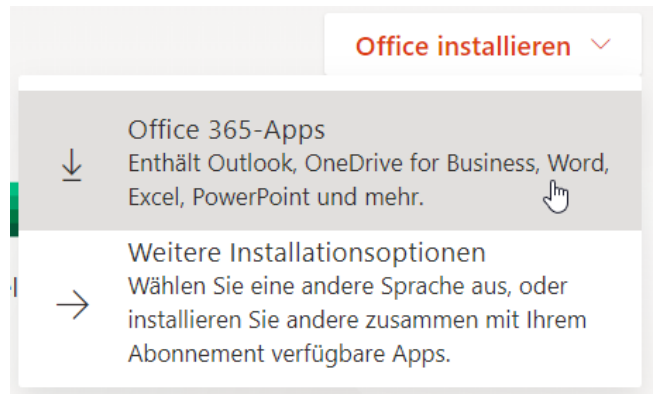 Office installieren
Office 365-Apps
Enthält Outlook, OneDrive for Business, Word,
Excel, PowerPoint und mehr.
Weitere Installationsoptionen
el
Wählen Sie eine andere Sprache aus, oder
installieren Sie andere zusammen mit Ihrem
Abonnement verfügbare Apps.